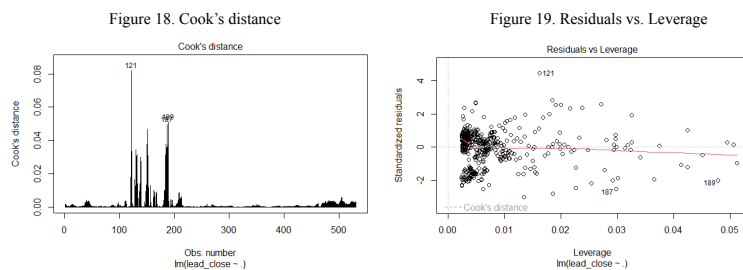 Figure 18. Cook's distance
Cook's distance
Cook's distance
0.00 0.02 0.04 0.06 0.08
121
189
187
0 100 200 300 400 500
Obs. number
lm(lead_close ~ .)
Figure 19. Residuals vs. Leverage
Residuals vs Leverage
Standardized residuals
-2 0 2 4
121
187
189
Cook's distance
0.00 0.01 0.02 0.03 0.04 0.05
Leverage
lm(lead_close ~ .)